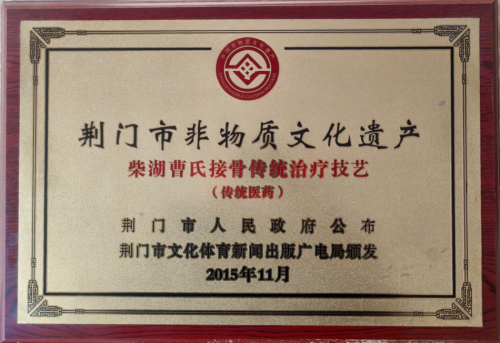 荆门市非物质文化遗产
柴湖曹氏接骨传统治疗技艺
（传统医药）
荆门市人民政府公布
荆门市文化体育新闻出版广电局颁发
2015年11月